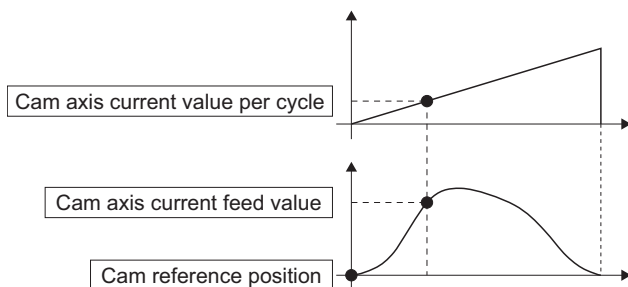 Cam axis current value per cycle
Cam axis current feed value
Cam reference position